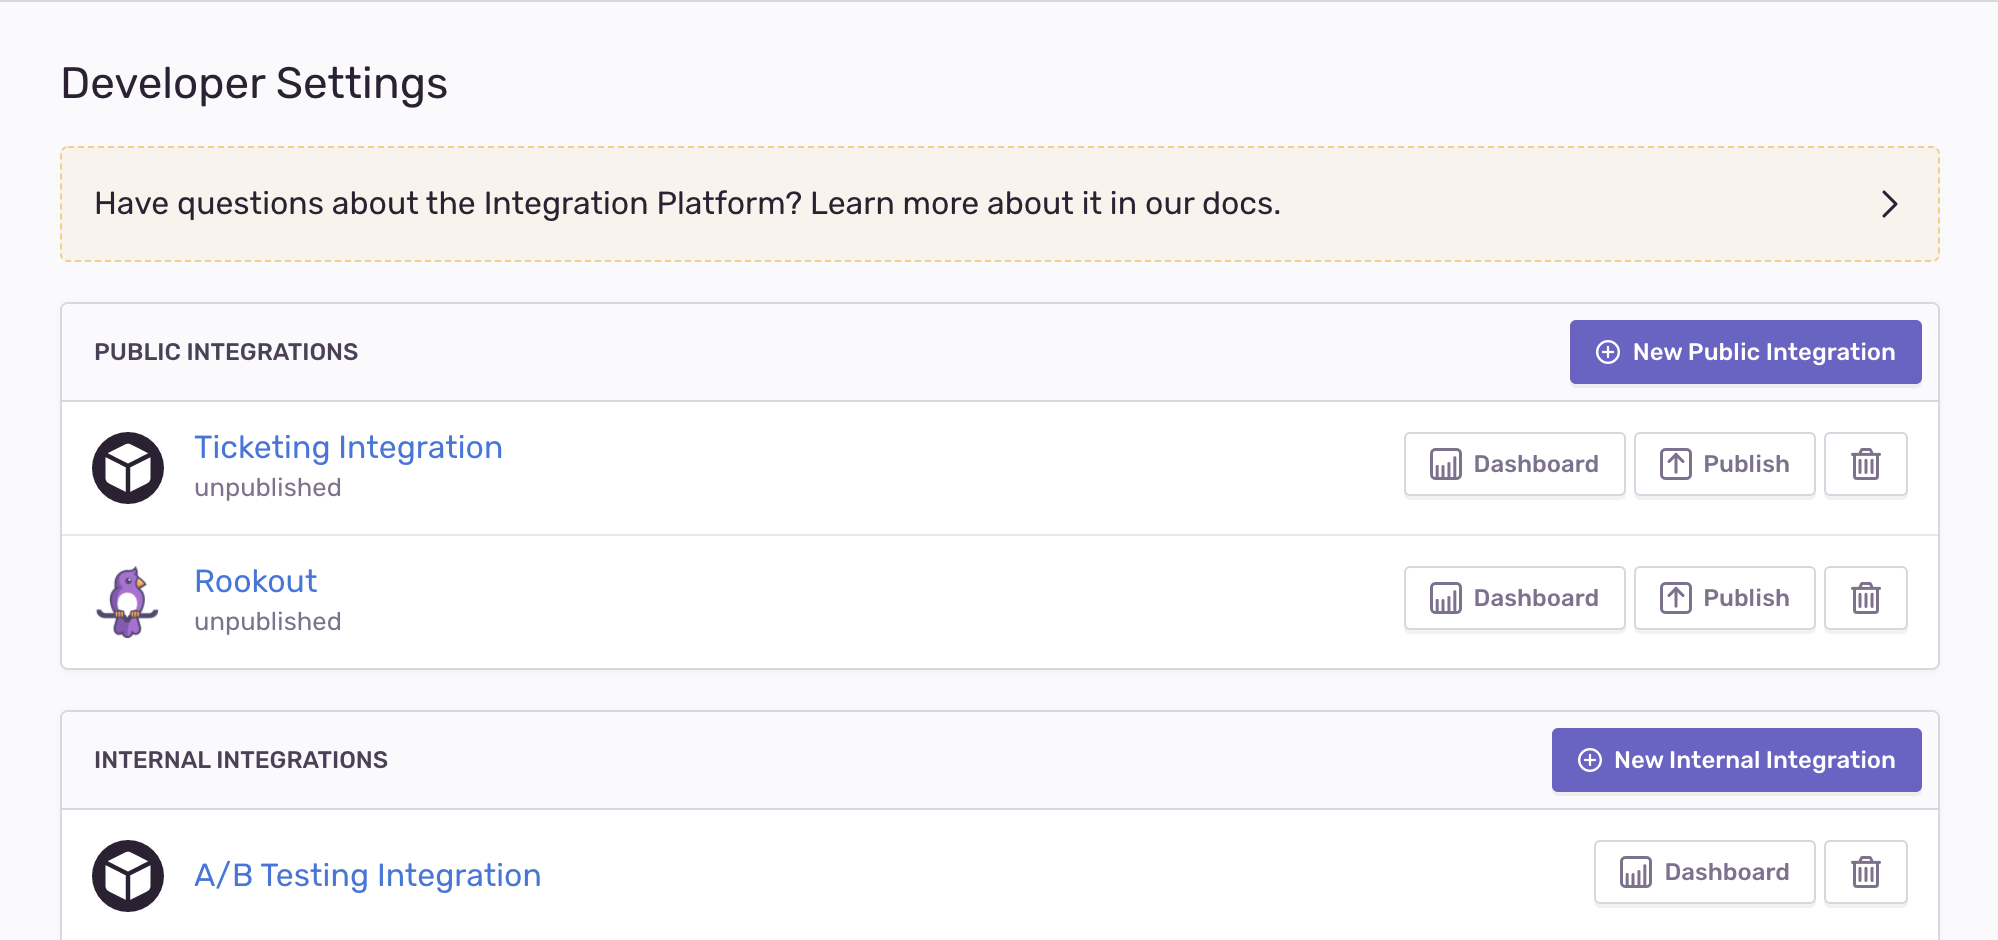 Developer Settings
Have questions about the Integration Platform? Learn more about it in our docs.
PUBLIC INTEGRATIONS
New Public Integration
Ticketing Integration
unpublished
Dashboard
Publish
Rookout
unpublished
Dashboard
Publish
INTERNAL INTEGRATIONS
New Internal Integration
A/B Testing Integration
Dashboard